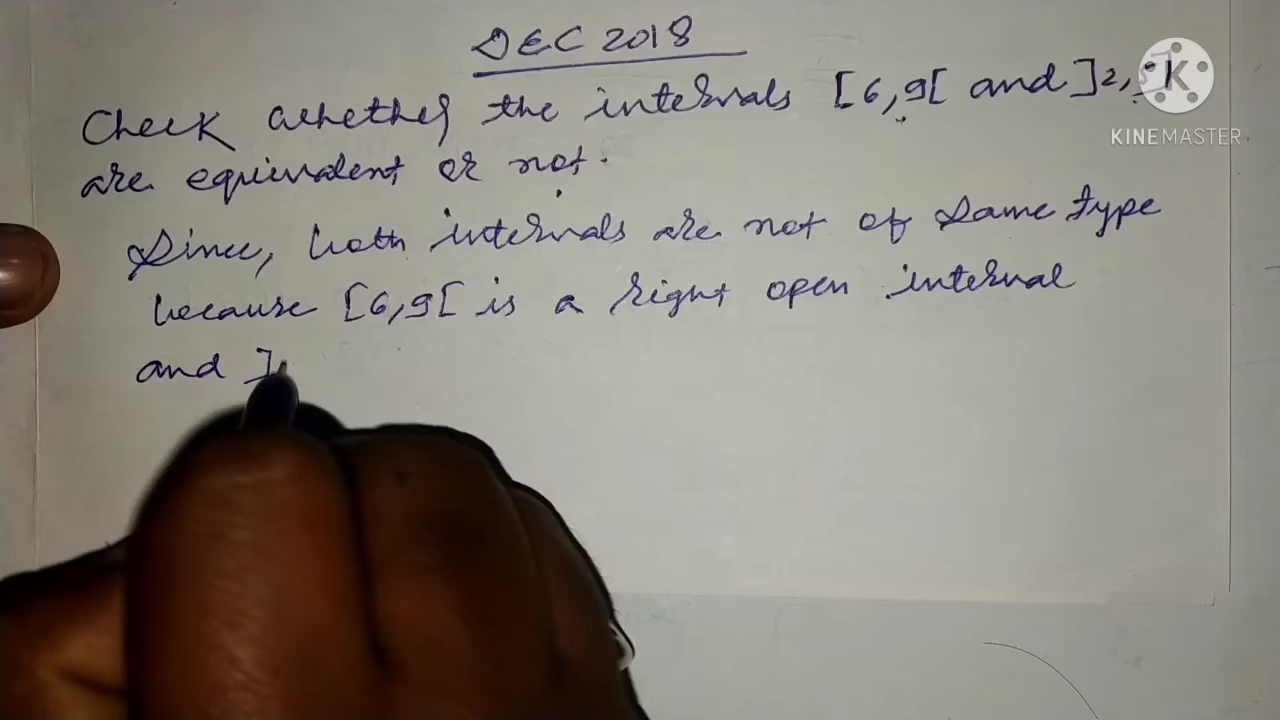 DEC 2018
Check whether the intervals [6,9[ and ]2,
K
KINEMASTER
are equivalent or not.
Since, both intervals are not of same type
because [6,9[ is a right open interval
and ]